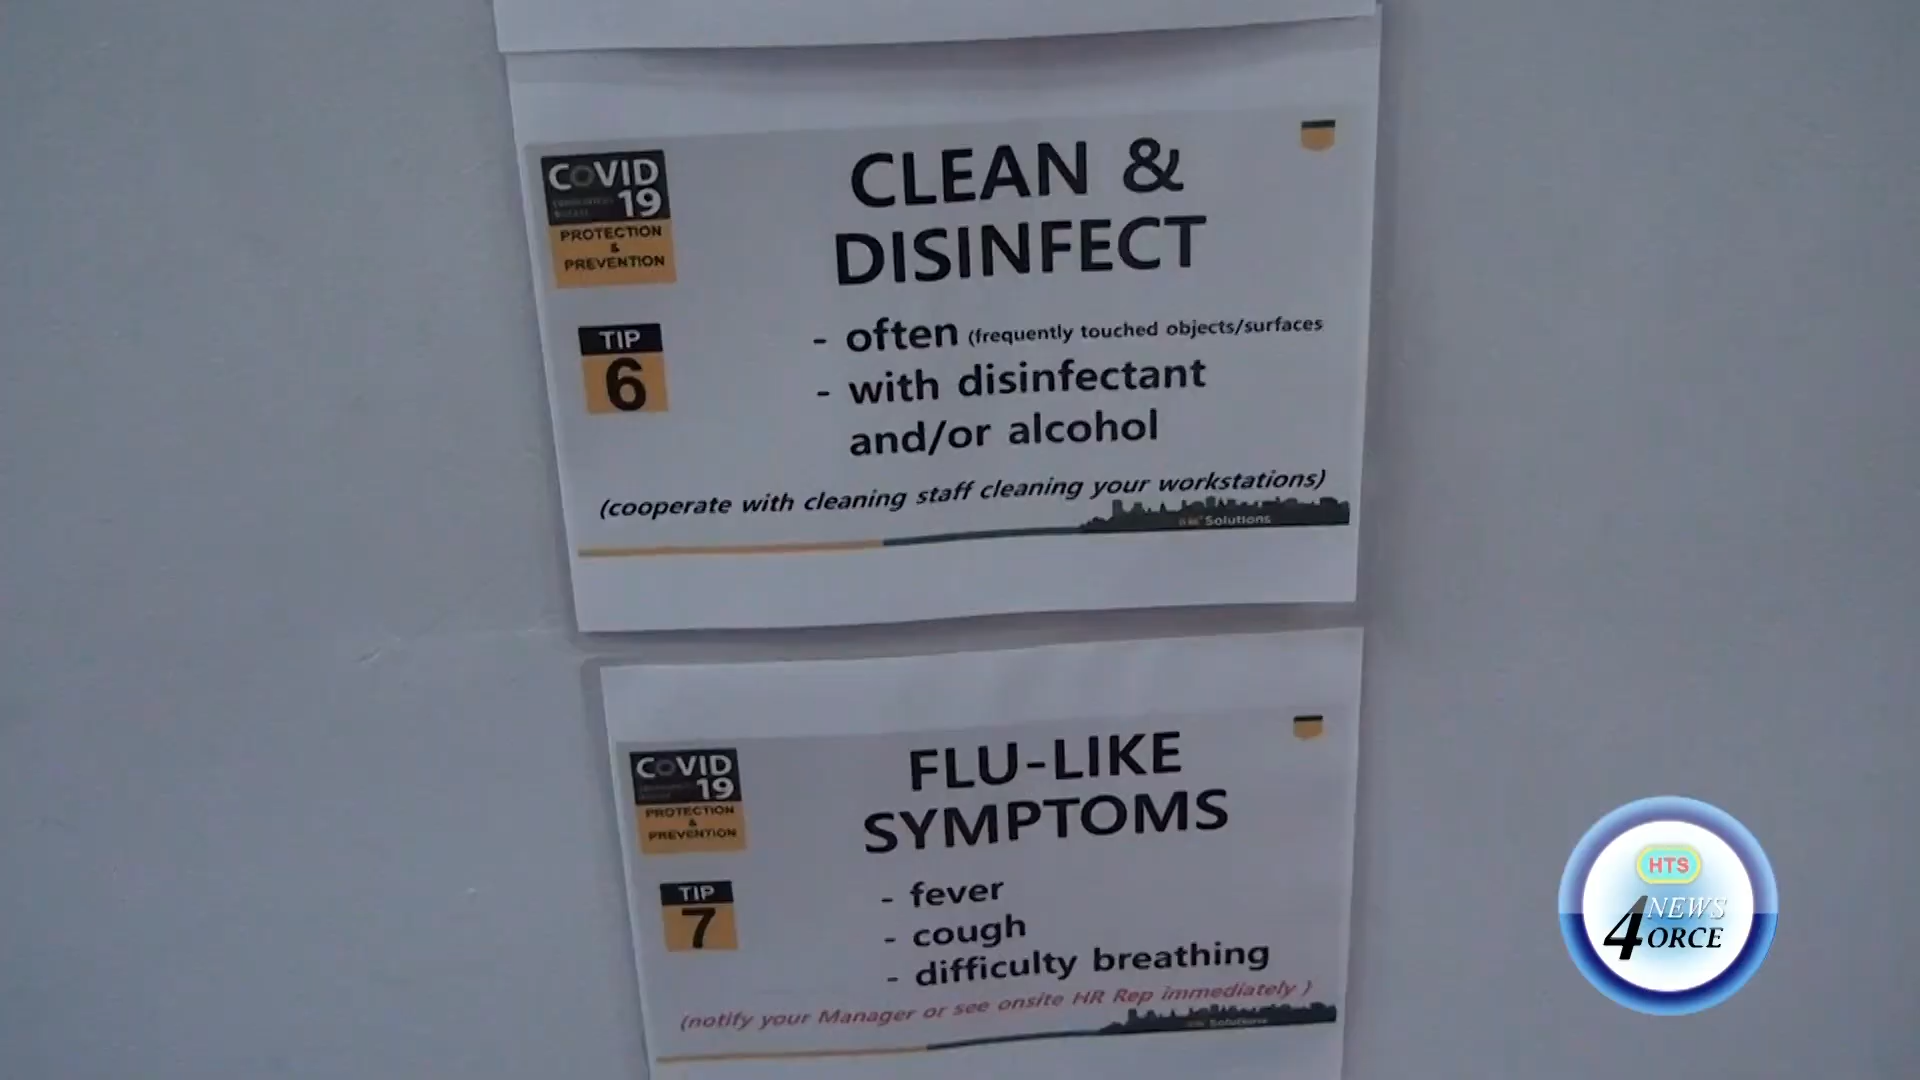 COVID
19
PROTECTION
&
PREVENTION
TIP
6
CLEAN &
DISINFECT
- often (frequently touched objects/surfaces
- with disinfectant
and/or alcohol
(cooperate with cleaning staff cleaning your workstations)
Solutions
COVID
19
PROTECTION
&
PREVENTION
TIP
7
FLU-LIKE
SYMPTOMS
- fever
- cough
- difficulty breathing
(notify your Manager or see onsite HR Rep immediately )
Solutions
HTS
NEWS
4ORCE